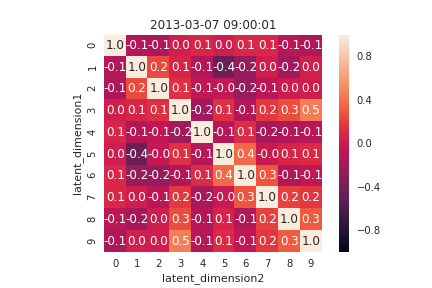 2013-03-07 09:00:01
latent_dimension1
0 1.0 -0.1 -0.1 0.0 0.1 0.0 0.1 0.1 -0.1 -0.1
1 -0.1 1.0 0.2 0.1 -0.1 -0.4 -0.2 0.0 -0.2 0.0
2 -0.1 0.2 1.0 0.1 -0.1 -0.0 -0.2 -0.1 0.0 0.0
3 0.0 0.1 0.1 1.0 -0.2 0.1 -0.1 0.2 0.3 0.5
4 0.1 -0.1 -0.1 -0.2 1.0 -0.1 0.1 -0.2 -0.1 -0.1
5 0.0 -0.4 -0.0 0.1 -0.1 1.0 0.4 -0.0 0.1 0.1
6 0.1 -0.2 -0.2 -0.1 0.1 0.4 1.0 0.3 -0.1 -0.1
7 0.1 0.0 -0.1 0.2 -0.2 -0.0 0.3 1.0 0.2 0.2
8 -0.1 -0.2 0.0 0.3 -0.1 0.1 -0.1 0.2 1.0 0.3
9 -0.1 0.0 0.0 0.5 -0.1 0.1 -0.1 0.2 0.3 1.0
0 1 2 3 4 5 6 7 8 9
latent_dimension2
0.8
0.4
0.0
-0.4
-0.8